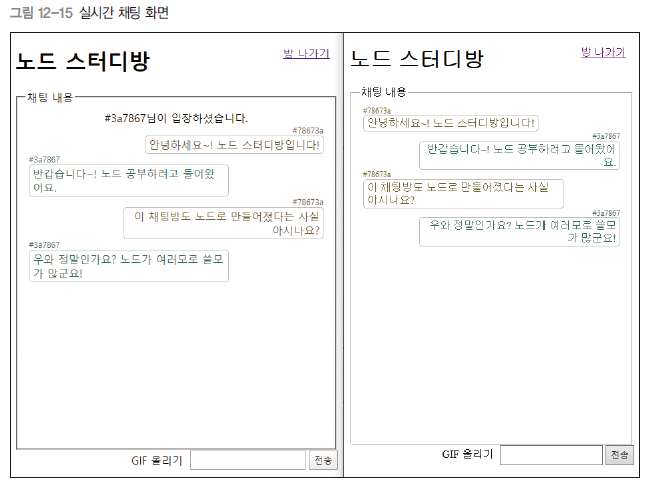 그림 12-15 실시간 채팅 화면
노드 스터디방
방 나가기
채팅 내용
#3a7867님이 입장하셨습니다.
#78673a
안녕하세요~! 노드 스터디방입니다!
#3a7867
반갑습니다~! 노드 공부하려고 들어왔
어요.
#78673a
이 채팅방도 노드로 만들어졌다는 사실
아시나요?
#3a7867
우와 정말인가요? 노드가 여러모로 쓸모
가 많군요!
GIF 올리기
전송
노드 스터디방
방 나가기
채팅 내용
#78673a
안녕하세요~! 노드 스터디방입니다!
#3a7867
반갑습니다~! 노드 공부하려고 들어왔어
요.
#78673a
이 채팅방도 노드로 만들어졌다는 사실
아시나요?
#3a7867
우와 정말인가요? 노드가 여러모로 쓸모
가 많군요!
GIF 올리기
전송